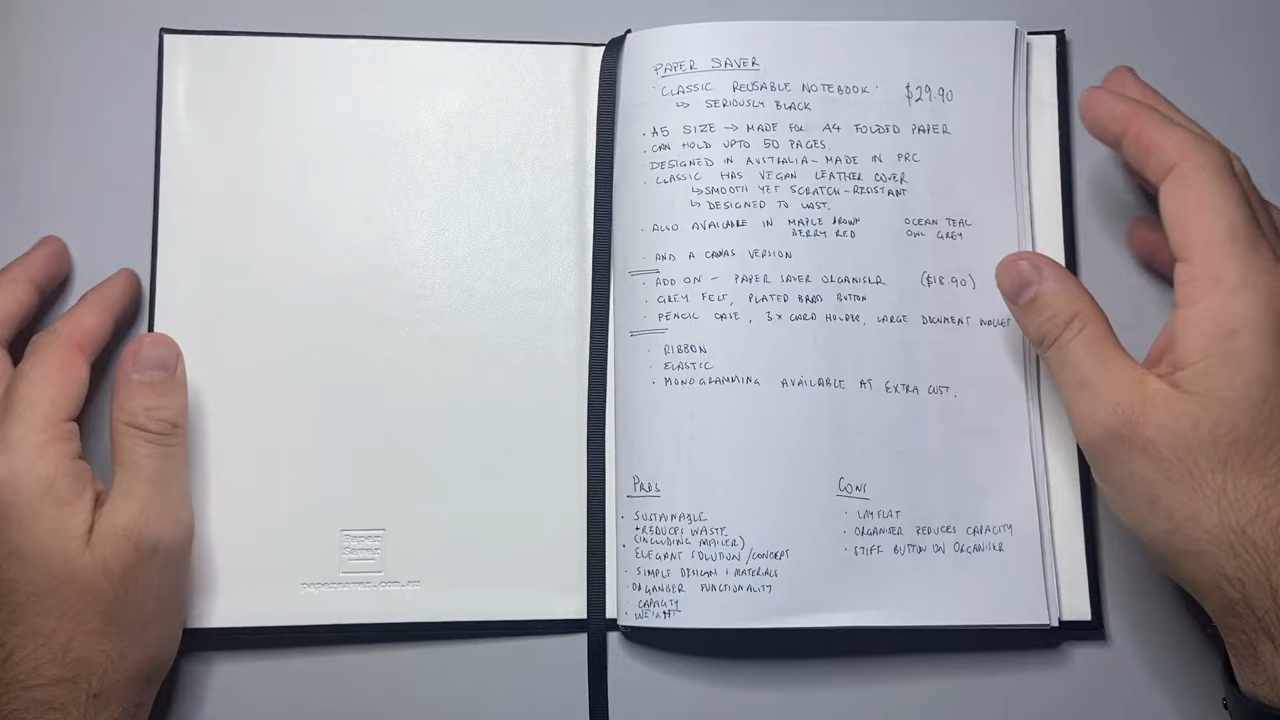 Paper
Saver
papersaver.com.au
PAPER SAVER
'CLASSIC REUSABLE NOTEBOOK' $29.90
↳ SERIOUSLY BLACK
• A5 SIZE → MADE FOR A4 FOLDED PAPER
• CAN HOLD UPTO 50 PAGES.
• DESIGNED IN AUSTRALIA - MADE IN PRC
• CLASSIC HAS VEGAN LEATHER COVER
↳ SMOOTH YET SCRATCH-RESISTANT
↳ DESIGNED TO LAST.
• ALSO AVAILABLE IN MAPLE BROWN OCEAN TEAL
BERRY RED OWL GREY
• AND A CANVAS VERSION
• ADD ON - PAPER SAVER ORGANISER ($18.90)
• GREY FELT, PLATED BRASS BUTTON
• PENCIL CASE, 3x CARD HOLDER, LARGE DOCUMENT WALLET
• RIBBON
• ELASTIC
• MONOGRAMMING AVAILABLE AT EXTRA COST.
PROS
• SUSTAINABLE
+REDUCES WASTE
(INCLUDING MAILER)
• ELEGANT SOLUTION/CONCEPT
• SIMPLE DESIGN + MATERIALS
• ORGANISER FUNCTIONALITY
CAPACITY
• WEIGHT
CONS
• LAYFLAT
• ORGANISER REDUCES CAPACITY
• STIFF BUTTON ON ORGANISER